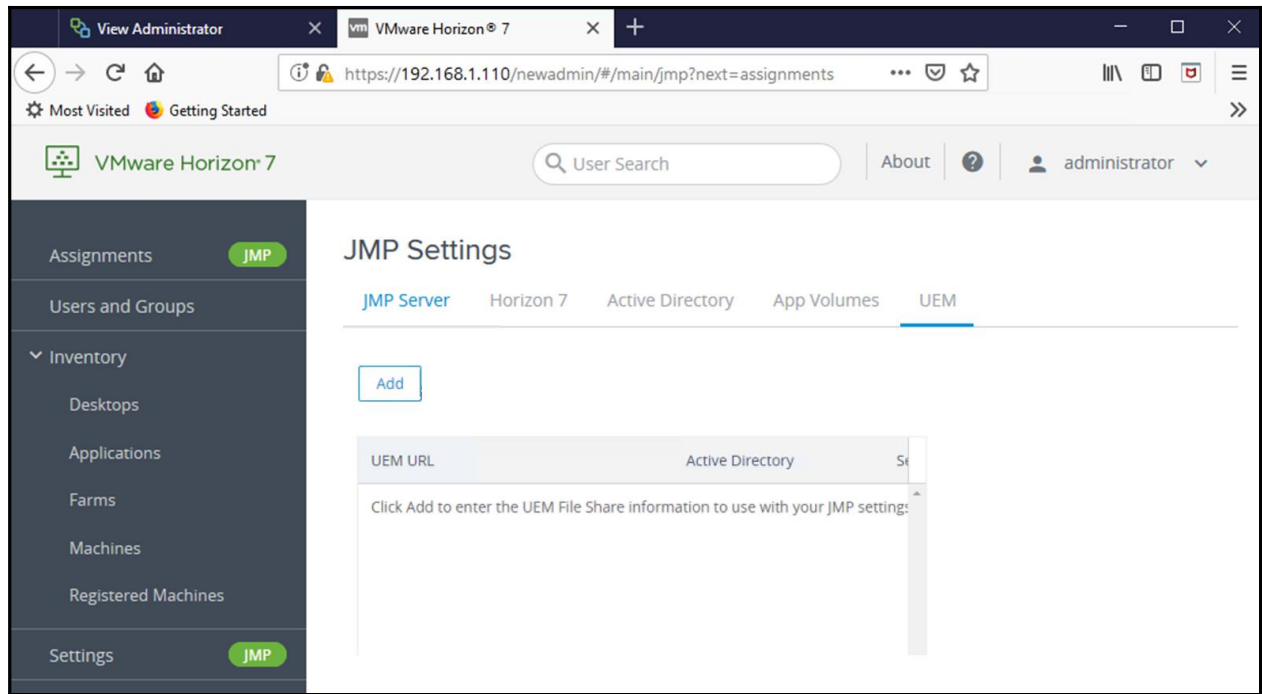 View Administrator
vm VMware Horizon® 7
https://192.168.1.110/newadmin/#/main/jmp?next=assignments
Most Visited Getting Started
VMware Horizon® 7
User Search
About
administrator
Assignments JMP
JMP Settings
Users and Groups
JMP Server Horizon 7 Active Directory App Volumes UEM
Inventory
Add
Desktops
Applications
UEM URL Active Directory
Farms
Click Add to enter the UEM File Share information to use with your JMP settings
Machines
Registered Machines
Settings JMP